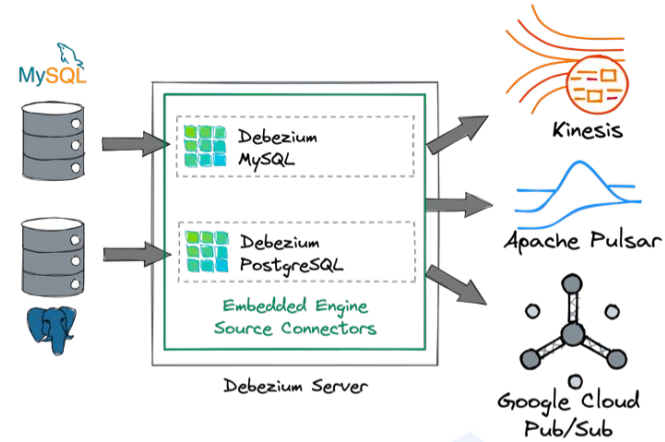 MySQL
Debezium
MySQL
Debezium
PostgreSQL
Embedded Engine
Source Connectors
Debezium Server
Kinesis
Apache Pulsar
Google Cloud
Pub/Sub